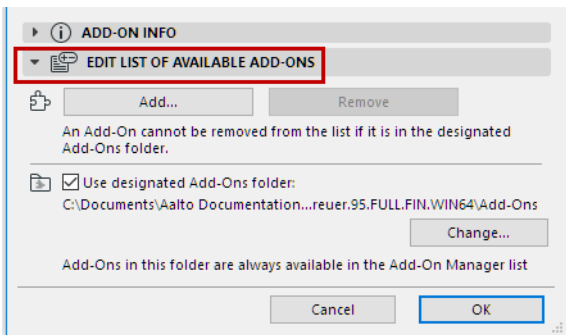 ADD-ON INFO
EDIT LIST OF AVAILABLE ADD-ONS
Add... Remove
An Add-On cannot be removed from the list if it is in the designated
Add-Ons folder.
Use designated Add-Ons folder:
C:\Documents\Aalto Documentation...reuer.95.FULL.FIN.WIN64\Add-Ons
Change...
Add-Ons in this folder are always available in the Add-On Manager list
Cancel OK